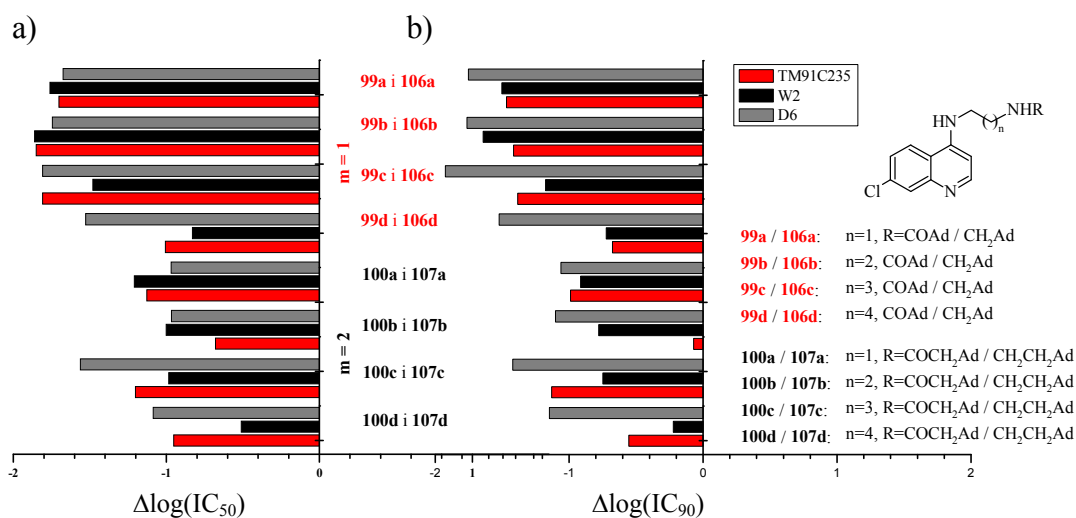 a)
b)
99a i 106a
99b i 106b
99c i 106c
99d i 106d
100a i 107a
100b i 107b
100c i 107c
100d i 107d
m = 1
m = 2
-2 -1 0
Δlog(IC50)
-2 1 -1 0 1 2
Δlog(IC90)
TM91C235
W2
D6
NHR
HN
( )n
Cl
N
99a / 106a: n=1, R=COAd / CH2Ad
99b / 106b: n=2, COAd / CH2Ad
99c / 106c: n=3, COAd / CH2Ad
99d / 106d: n=4, COAd / CH2Ad
100a / 107a: n=1, R=COCH2Ad / CH2CH2Ad
100b / 107b: n=2, R=COCH2Ad / CH2CH2Ad
100c / 107c: n=3, R=COCH2Ad / CH2CH2Ad
100d / 107d: n=4, R=COCH2Ad / CH2CH2Ad